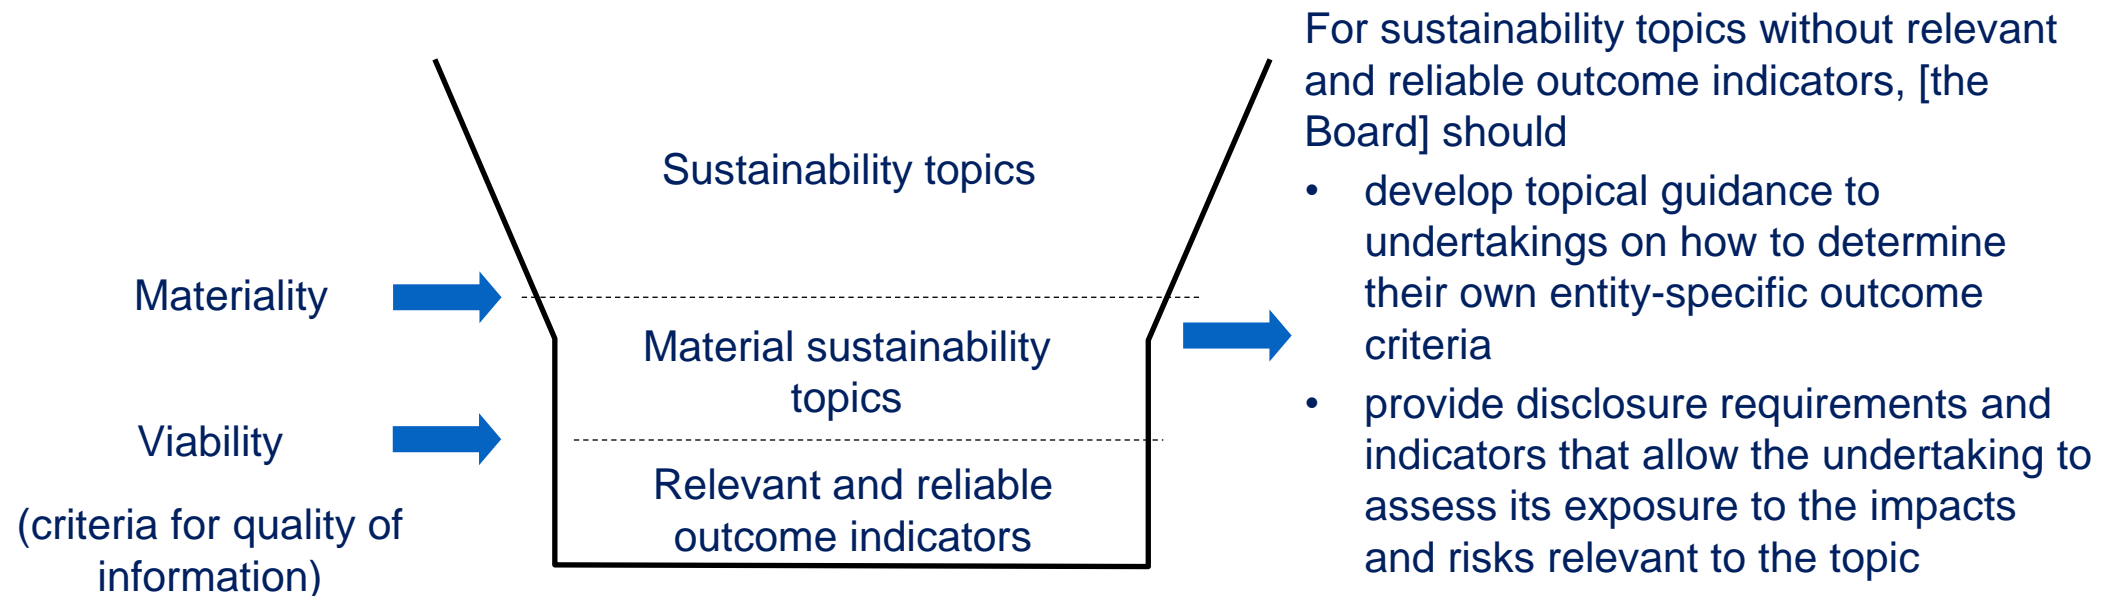 Sustainability topics
Materiality
Material sustainability
topics
Viability
(criteria for quality of
information)
Relevant and reliable
outcome indicators
For sustainability topics without relevant
and reliable outcome indicators, [the
Board] should
• develop topical guidance to
undertakings on how to determine
their own entity-specific outcome
criteria
• provide disclosure requirements and
indicators that allow the undertaking to
assess its exposure to the impacts
and risks relevant to the topic